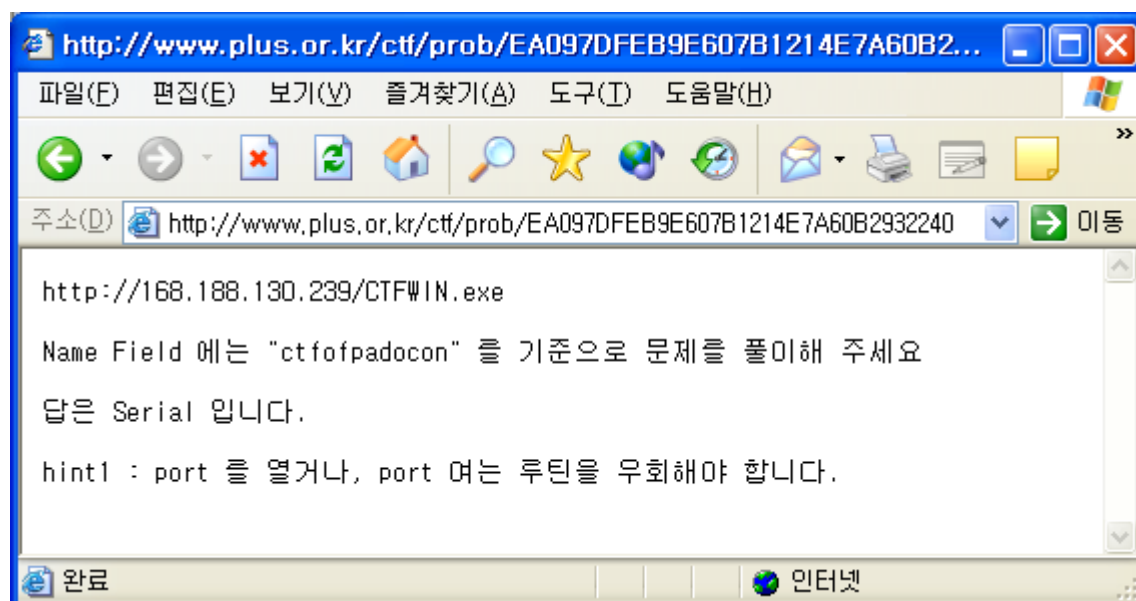 http://www.plus.or.kr/ctf/prob/EA097DFEB9E607B1214E7A60B2...
파일(F) 편집(E) 보기(V) 즐겨찾기(A) 도구(T) 도움말(H)
주소(D) http://www.plus.or.kr/ctf/prob/EA097DFEB9E607B1214E7A60B2932240 이동
http://168.188.130.239/CTF₩IN.exe
Name Field 에는 "ctfofpadocon" 를 기준으로 문제를 풀이해 주세요
답은 Serial 입니다.
hint1 : port 를 열거나, port 여는 루틴을 우회해야 합니다.
완료 인터넷